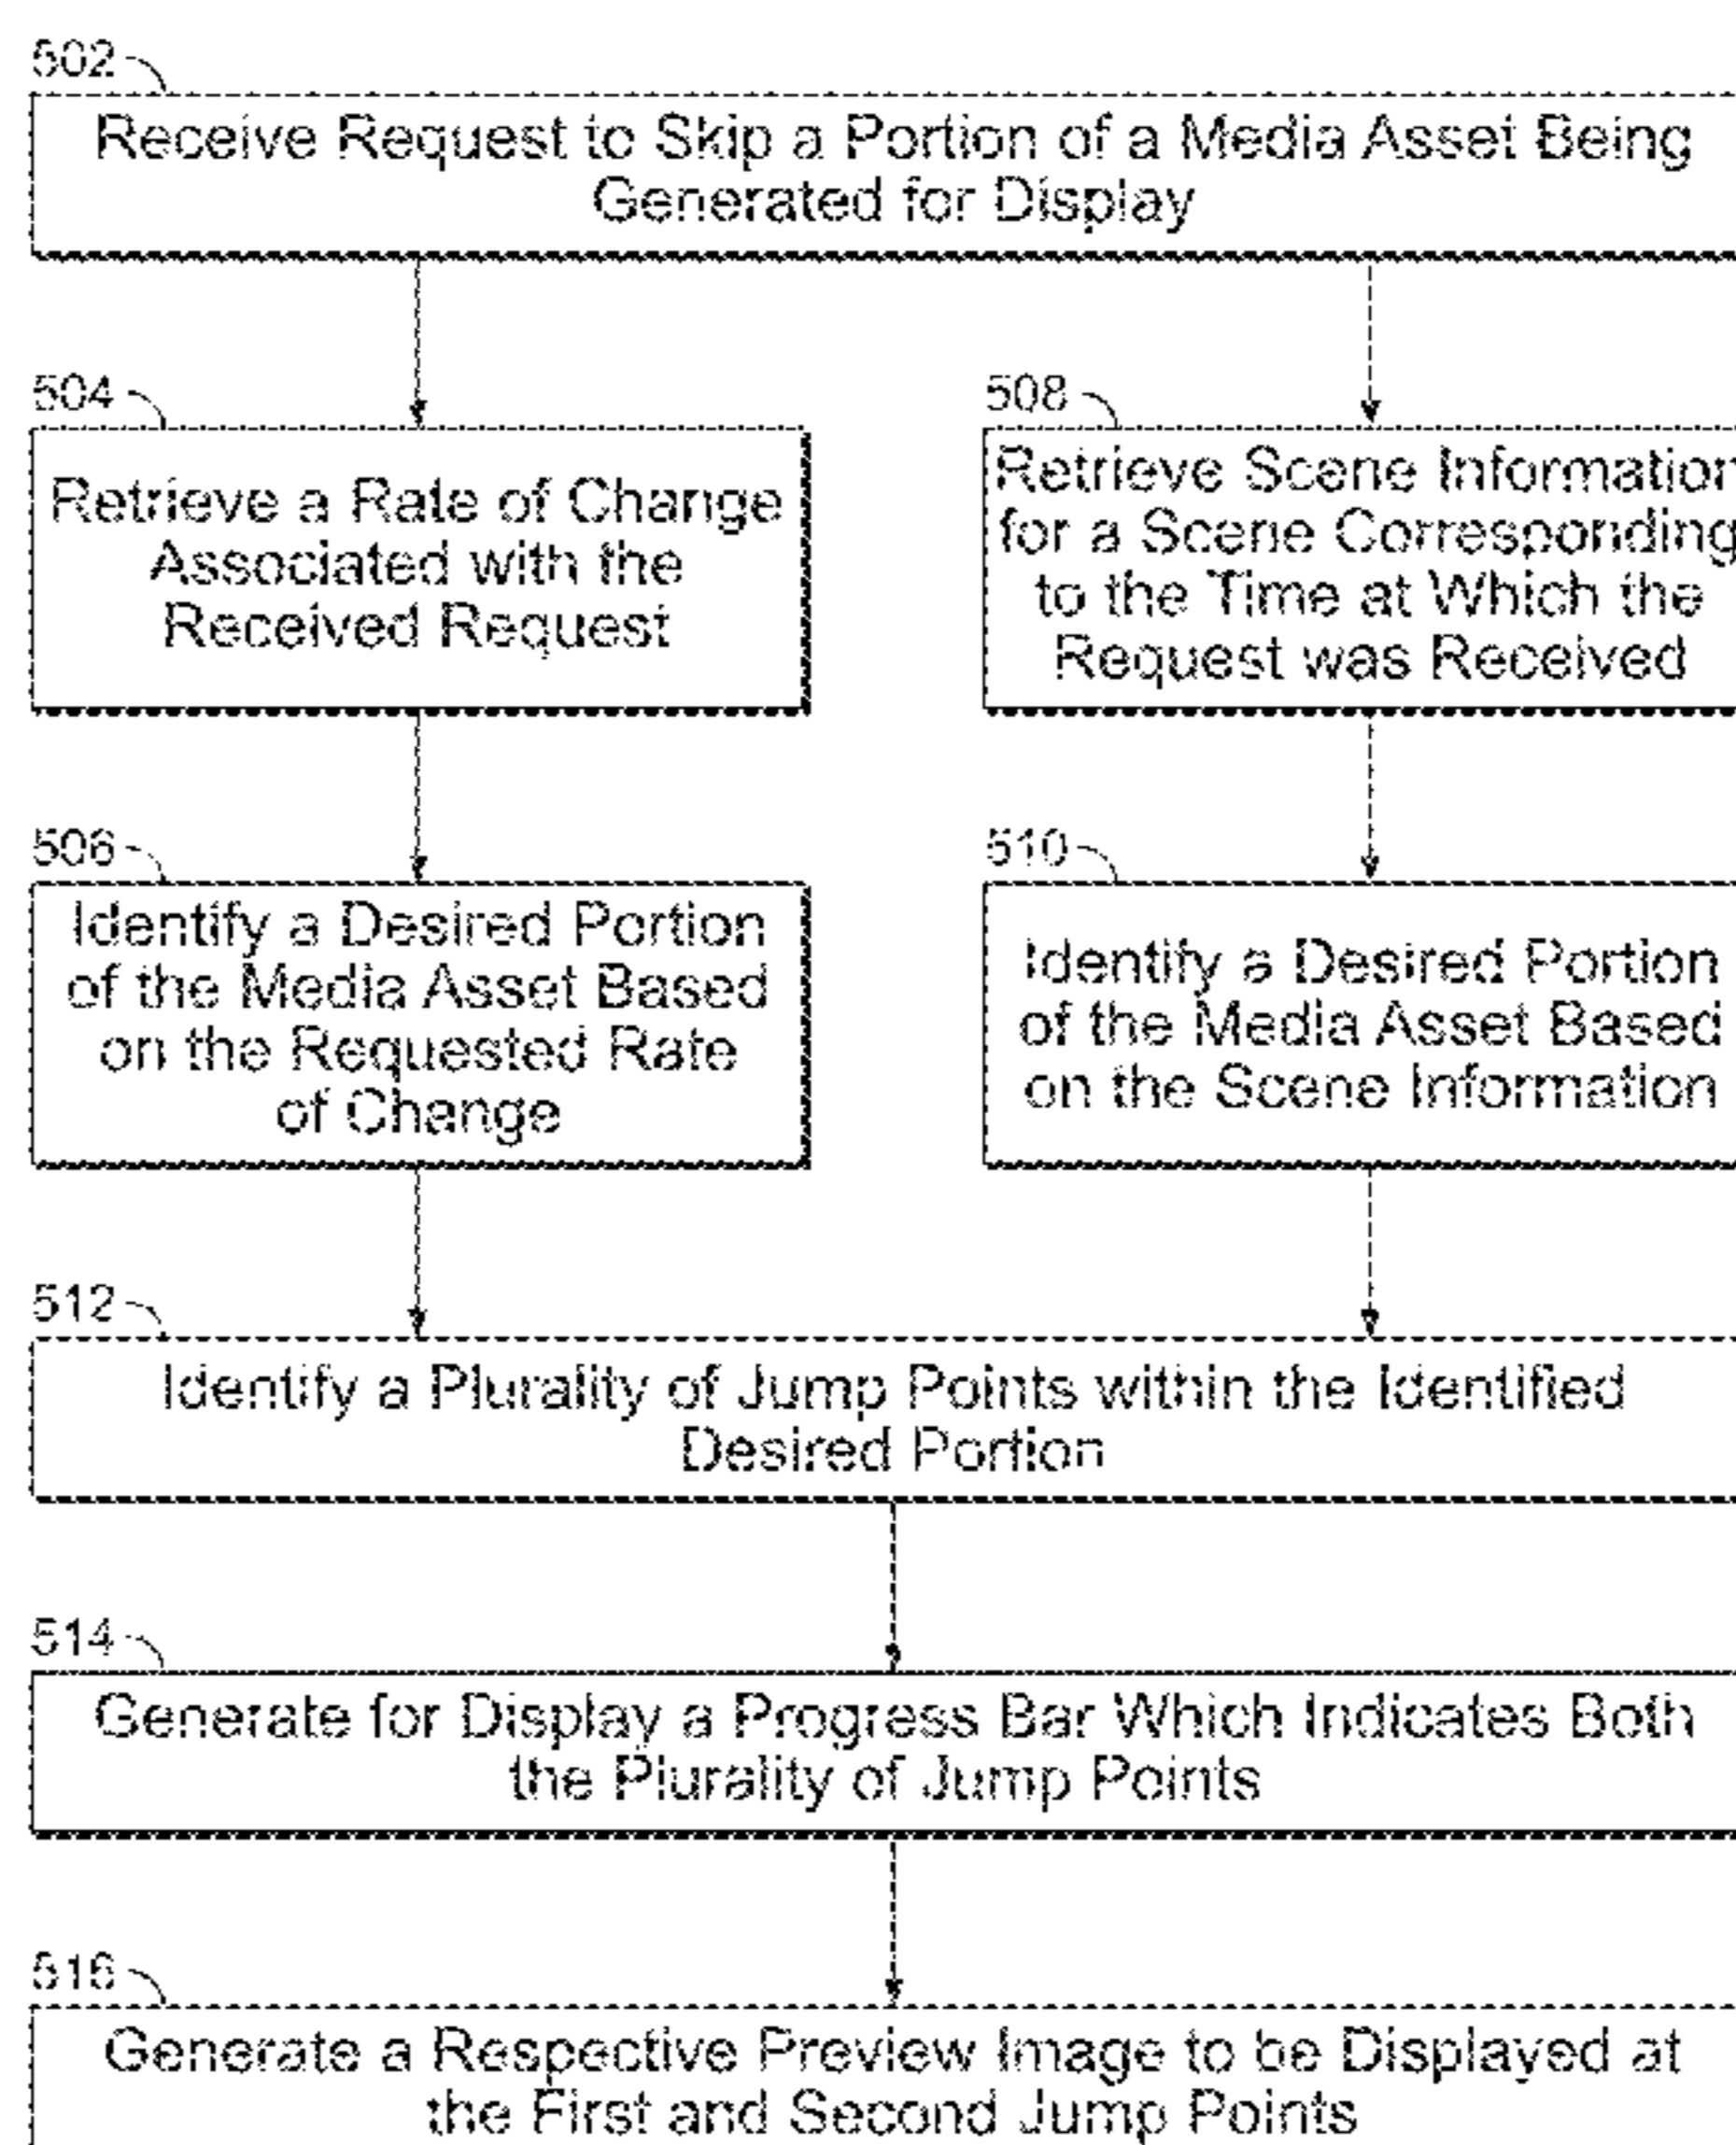 502
Receive Request to Skip a Portion of a Media Asset Being
Generated for Display
504
Retrieve a Rate of Change
Associated with the
Received Request
508
Retrieve Scene Information
for a Scene Corresponding
to the Time at Which the
Request was Received
506
Identify a Desired Portion
of the Media Asset Based
on the Requested Rate
of Change
510
Identify a Desired Portion
of the Media Asset Based
on the Scene Information
512
Identify a Plurality of Jump Points within the Identified
Desired Portion
514
Generate for Display a Progress Bar Which Indicates Both
the Plurality of Jump Points
516
Generate a Respective Preview Image to be Displayed at
the First and Second Jump Points